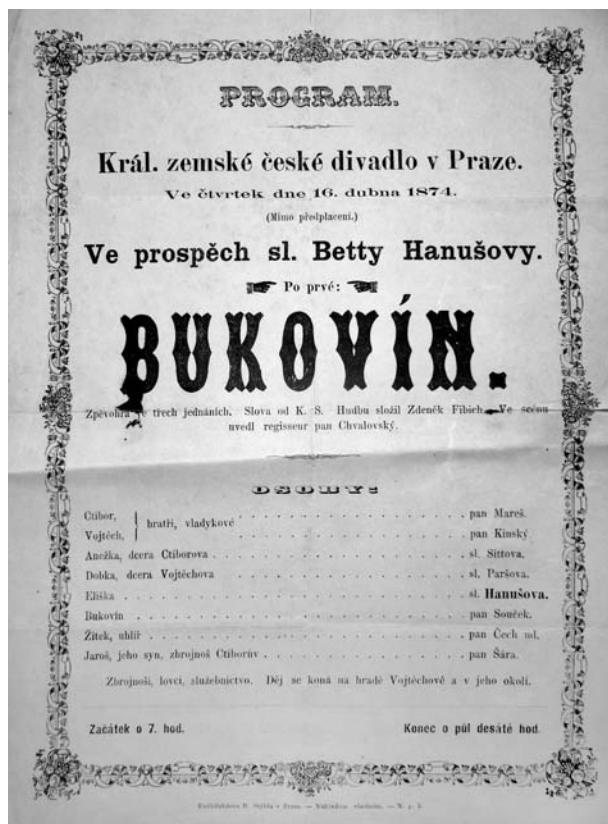 PROGRAM.
Král. zemské české divadlo v Praze.
Ve čtvrtek dne 16. dubna 1874.
(Mimo předplacení.)
Ve prospěch sl. Betty Hanušovy.
Po prvé:
BUKOVÍN.
Zpěvohra ve třech jednáních. Slova od K. S. Hudbu složil Zdeněk Fibich. Ve scénu
uvedl regisseur pan Chvalovský.
OSOBY:
Ctibor, } bratři, vladykové . . . . . pan Mareš.
Vojtěch, } pan Kinský.
Anežka, dcera Ctiborova . . . . . sl. Sittova.
Dobka, dcera Vojtěchova . . . . . sl. Paršova.
Eliška . . . . . sl. Hanušova.
Bukovín . . . . . pan Souček.
Žitek, uhlíř . . . . . pan Čech ml.
Jaroš, jeho syn, zbrojnoš Ctiborův . . . . . pan Šára.
Zbrojnoši, lovci, služebnictvo. Děj se koná na hradě Vojtěchově a v jeho okolí.
Začátek o 7. hod. Konec o půl desáté hod.
v Praze. — Nákladem vlastním. —